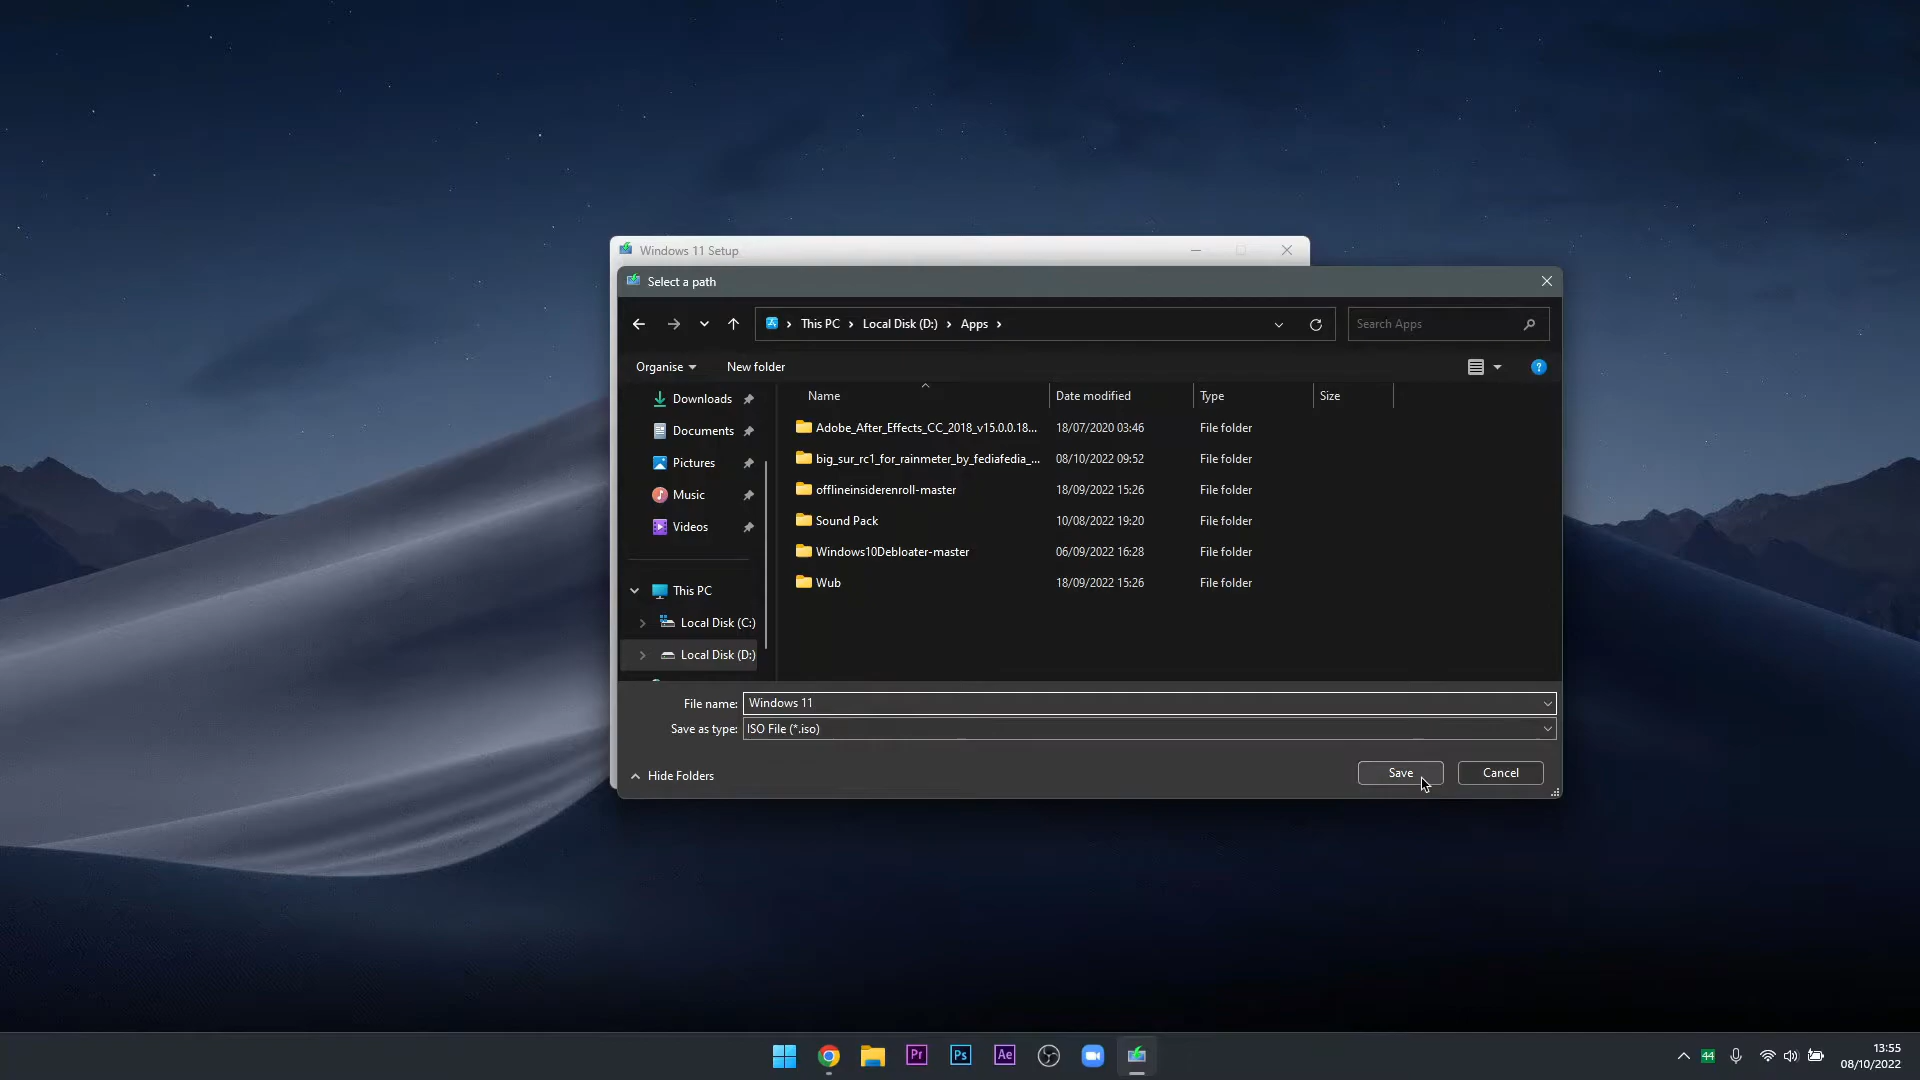 Windows 11 Setup
Select a path
This PC > Local Disk (D:) > Apps >
Search Apps
Organise
New folder
Name
Date modified
Type
Size
Downloads
Documents
Pictures
Music
Videos
This PC
Local Disk (C:)
Local Disk (D:)
Adobe_After_Effects_CC_2018_v15.0.0.18... 18/07/2020 03:46 File folder
big_sur_rc1_for_rainmeter_by_fediafedia_... 08/10/2022 09:52 File folder
offlineinsiderenroll-master 18/09/2022 15:26 File folder
Sound Pack 10/08/2022 19:20 File folder
Windows10Debloater-master 06/09/2022 16:28 File folder
Wub 18/09/2022 15:26 File folder
File name: Windows 11
Save as type: ISO File (*.iso)
Hide Folders
Save
Cancel
Pr
Ps
Ae
44
13:55
08/10/2022